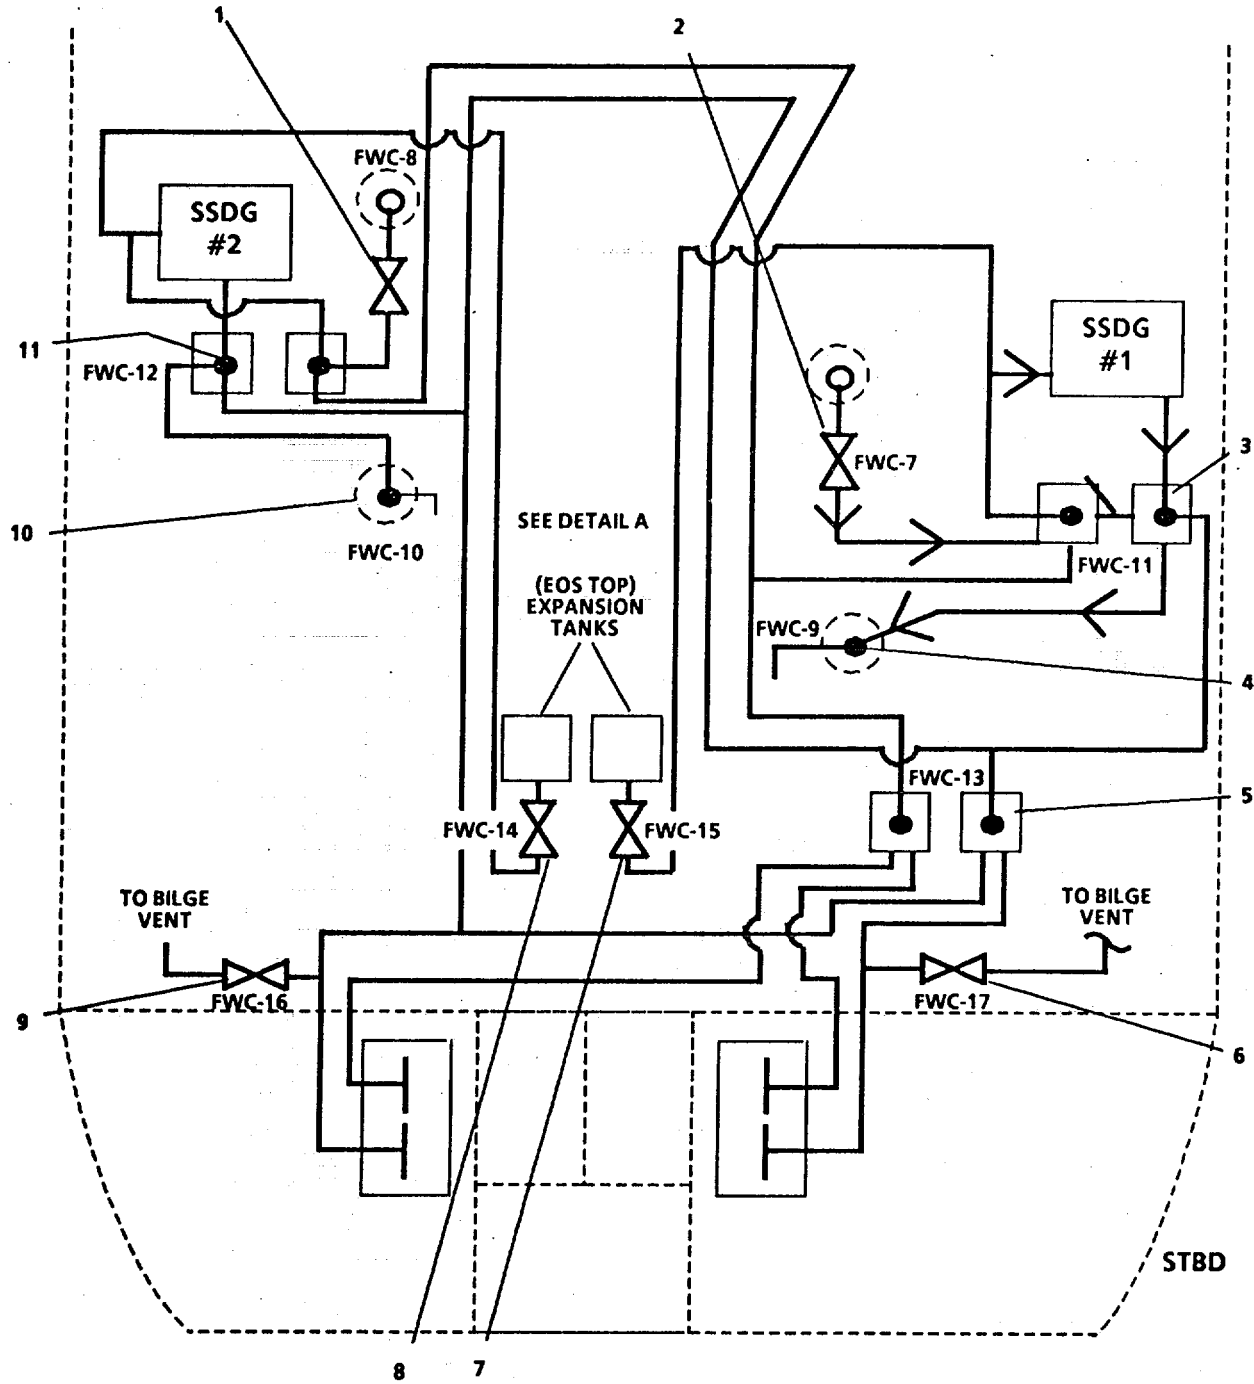 1
2
FWC-8
SSDG
#2
SSDG
#1
11
FWC-12
3
FWC-7
10
SEE DETAIL A
FWC-10
FWC-11
(EOS TOP)
EXPANSION
TANKS
FWC-9
4
FWC-13
5
FWC-14
FWC-15
TO BILGE
VENT
TO BILGE
VENT
FWC-16
FWC-17
9
6
STBD
8
7